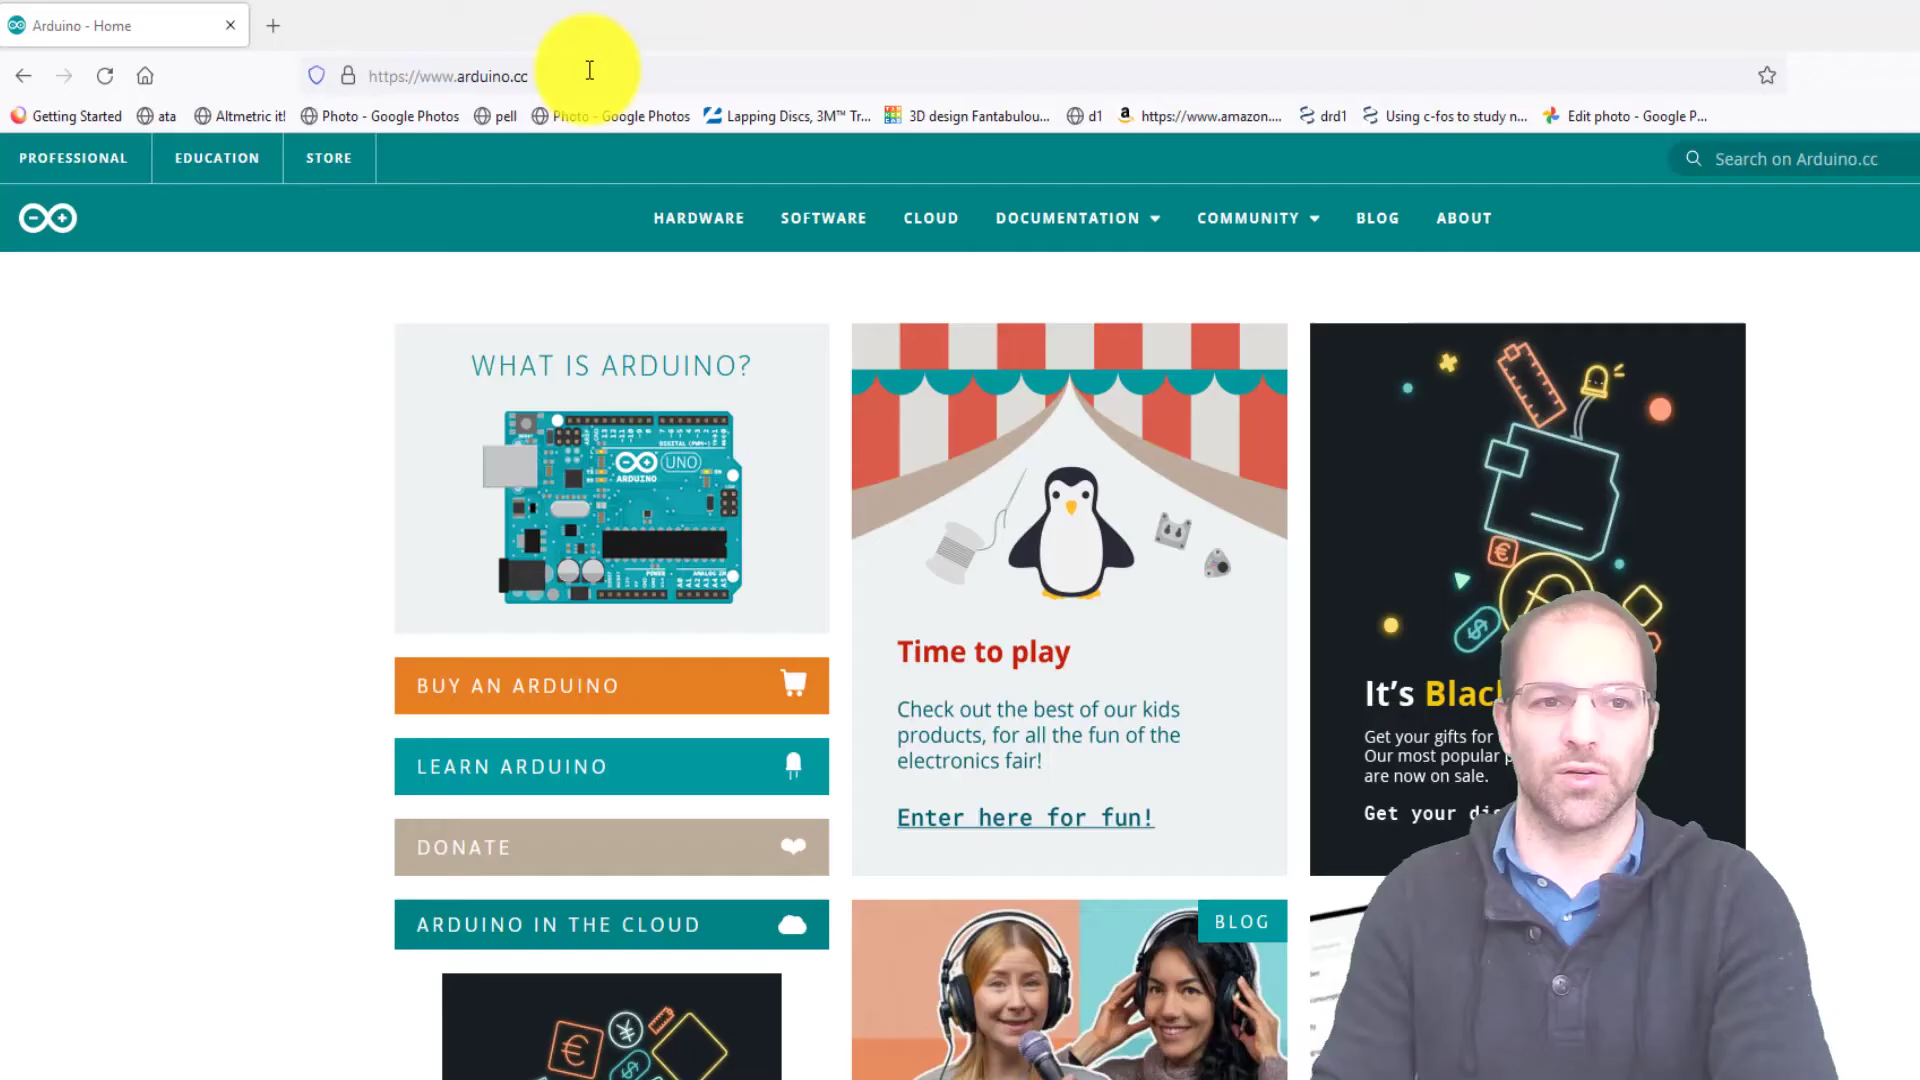 Arduino - Home
https://www.arduino.cc
Getting Started ata Altmetric it! Photo - Google Photos pell Photo - Google Photos Lapping Discs, 3M™ Tr... 3D design Fantabulou... d1 https://www.amazon.... drd1 Using c-fos to study n... Edit photo - Google P...
PROFESSIONAL EDUCATION STORE
Search on Arduino.cc
HARDWARE SOFTWARE CLOUD DOCUMENTATION COMMUNITY BLOG ABOUT
WHAT IS ARDUINO?
UNO
ARDUINO
BUY AN ARDUINO
LEARN ARDUINO
DONATE
ARDUINO IN THE CLOUD
Time to play
Check out the best of our kids
products, for all the fun of the
electronics fair!
Enter here for fun!
BLOG
It's
Get your gifts for
Our most popular
are now on sale.
Get your